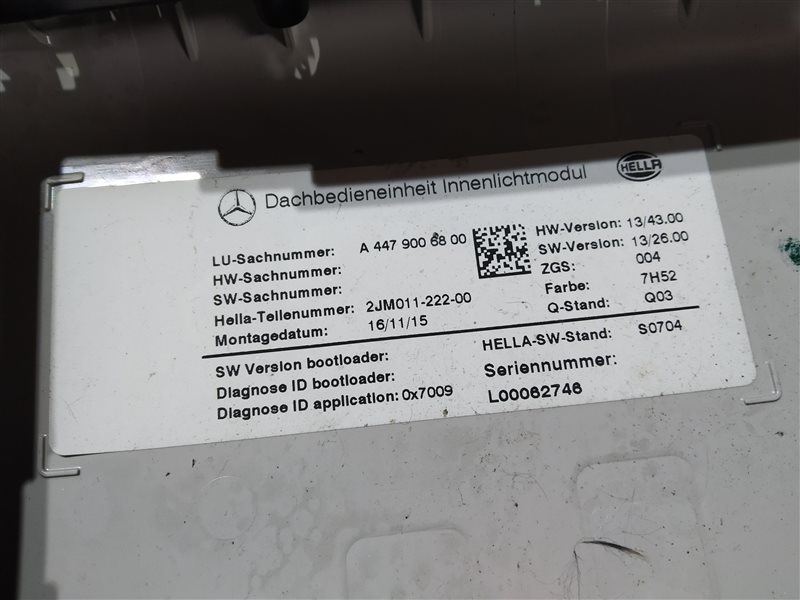 Dachbedieneinheit Innenlichtmodul
HELLA
LU-Sachnummer: A 447 900 68 00
HW-Sachnummer:
SW-Sachnummer:
Hella-Teilenummer: 2JM011-222-00
Montagedatum: 16/11/15
HW-Version: 13/43.00
SW-Version: 13/26.00
ZGS: 004
Farbe: 7H52
Q-Stand: Q03
SW Version bootloader:
Diagnose ID bootloader:
Diagnose ID application: 0x7009
HELLA-SW-Stand: S0704
Seriennummer:
L00062746